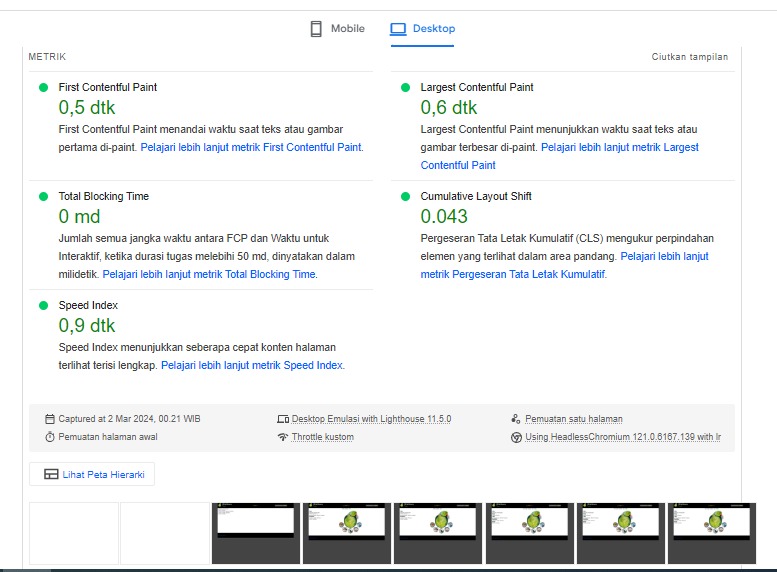 Mobile
Desktop
METRIK
Ciutkan tampilan
First Contentful Paint
0,5 dtk
First Contentful Paint menandai waktu saat teks atau gambar
pertama di-paint. Pelajari lebih lanjut metrik First Contentful Paint.
Largest Contentful Paint
0,6 dtk
Largest Contentful Paint menunjukkan waktu saat teks atau
gambar terbesar di-paint. Pelajari lebih lanjut metrik Largest
Contentful Paint
Total Blocking Time
0 md
Jumlah semua jangka waktu antara FCP dan Waktu untuk
Interaktif, ketika durasi tugas melebihi 50 md, dinyatakan dalam
milidetik. Pelajari lebih lanjut metrik Total Blocking Time.
Cumulative Layout Shift
0.043
Pergeseran Tata Letak Kumulatif (CLS) mengukur perpindahan
elemen yang terlihat dalam area pandang. Pelajari lebih lanjut
metrik Pergeseran Tata Letak Kumulatif.
Speed Index
0,9 dtk
Speed Index menunjukkan seberapa cepat konten halaman
terlihat terisi lengkap. Pelajari lebih lanjut metrik Speed Index.
Captured at 2 Mar 2024, 00.21 WIB
Desktop Emulasi with Lighthouse 11.5.0
Pemuatan satu halaman
Pemuatan halaman awal
Throttle kustom
Using HeadlessChromium 121.0.6167.139 with lr
Lihat Peta Hierarki